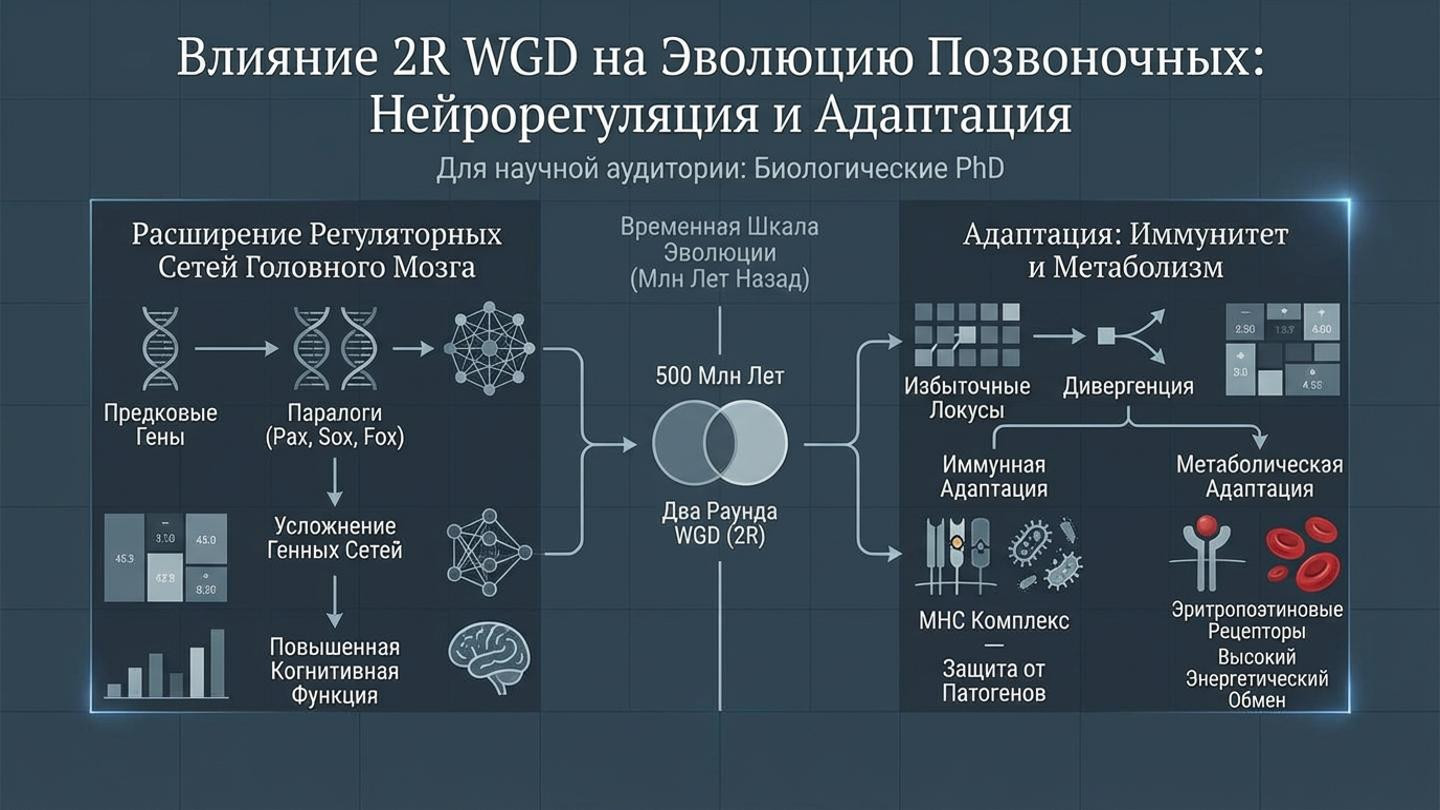 Влияние 2R WGD на Эволюцию Позвоночных:
Нейрорегуляция и Адаптация
Для научной аудитории: Биологические PhD
Расширение Регуляторных
Сетей Головного Мозга
Предковые
Гены
Паралоги
(Pax, Sox, Fox)
Усложнение
Генных Сетей
45.0
Повышенная
Когнитивная
Функция
Временная Шкала
Эволюции
(Млн Лет Назад)
500 Млн Лет
Два Раунда
WGD (2R)
Адаптация: Иммунитет
и Метаболизм
Избыточные
Локусы
Дивергенция
Иммунная
Адаптация
Метаболическая
Адаптация
МНС Комплекс
—
Защита от
Патогенов
Эритропоэтиновые
Рецепторы
Высокий
Энергетический
Обмен